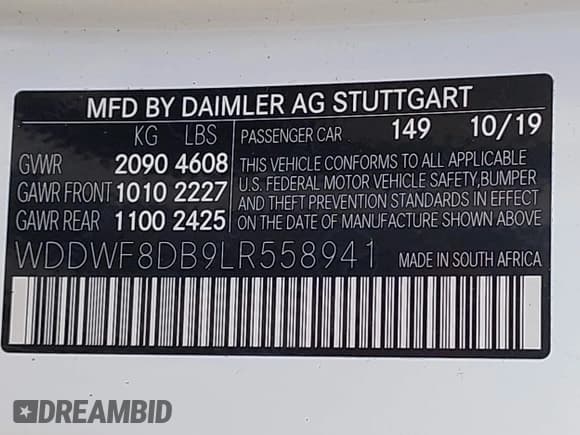 MFD BY DAIMLER AG STUTTGART
KG LBS PASSENGER CAR 149 10/19
GVWR 2090 4608 THIS VEHICLE CONFORMS TO ALL APPLICABLE
GAWR FRONT 1010 2227 U.S. FEDERAL MOTOR VEHICLE SAFETY,BUMPER
GAWR REAR 1100 2425 AND THEFT PREVENTION STANDARDS IN EFFECT
ON THE DATE OF MANUFACTURE SHOWN ABOVE
WDDWF8DB9LR558941 MADE IN SOUTH AFRICA
DREAMBID